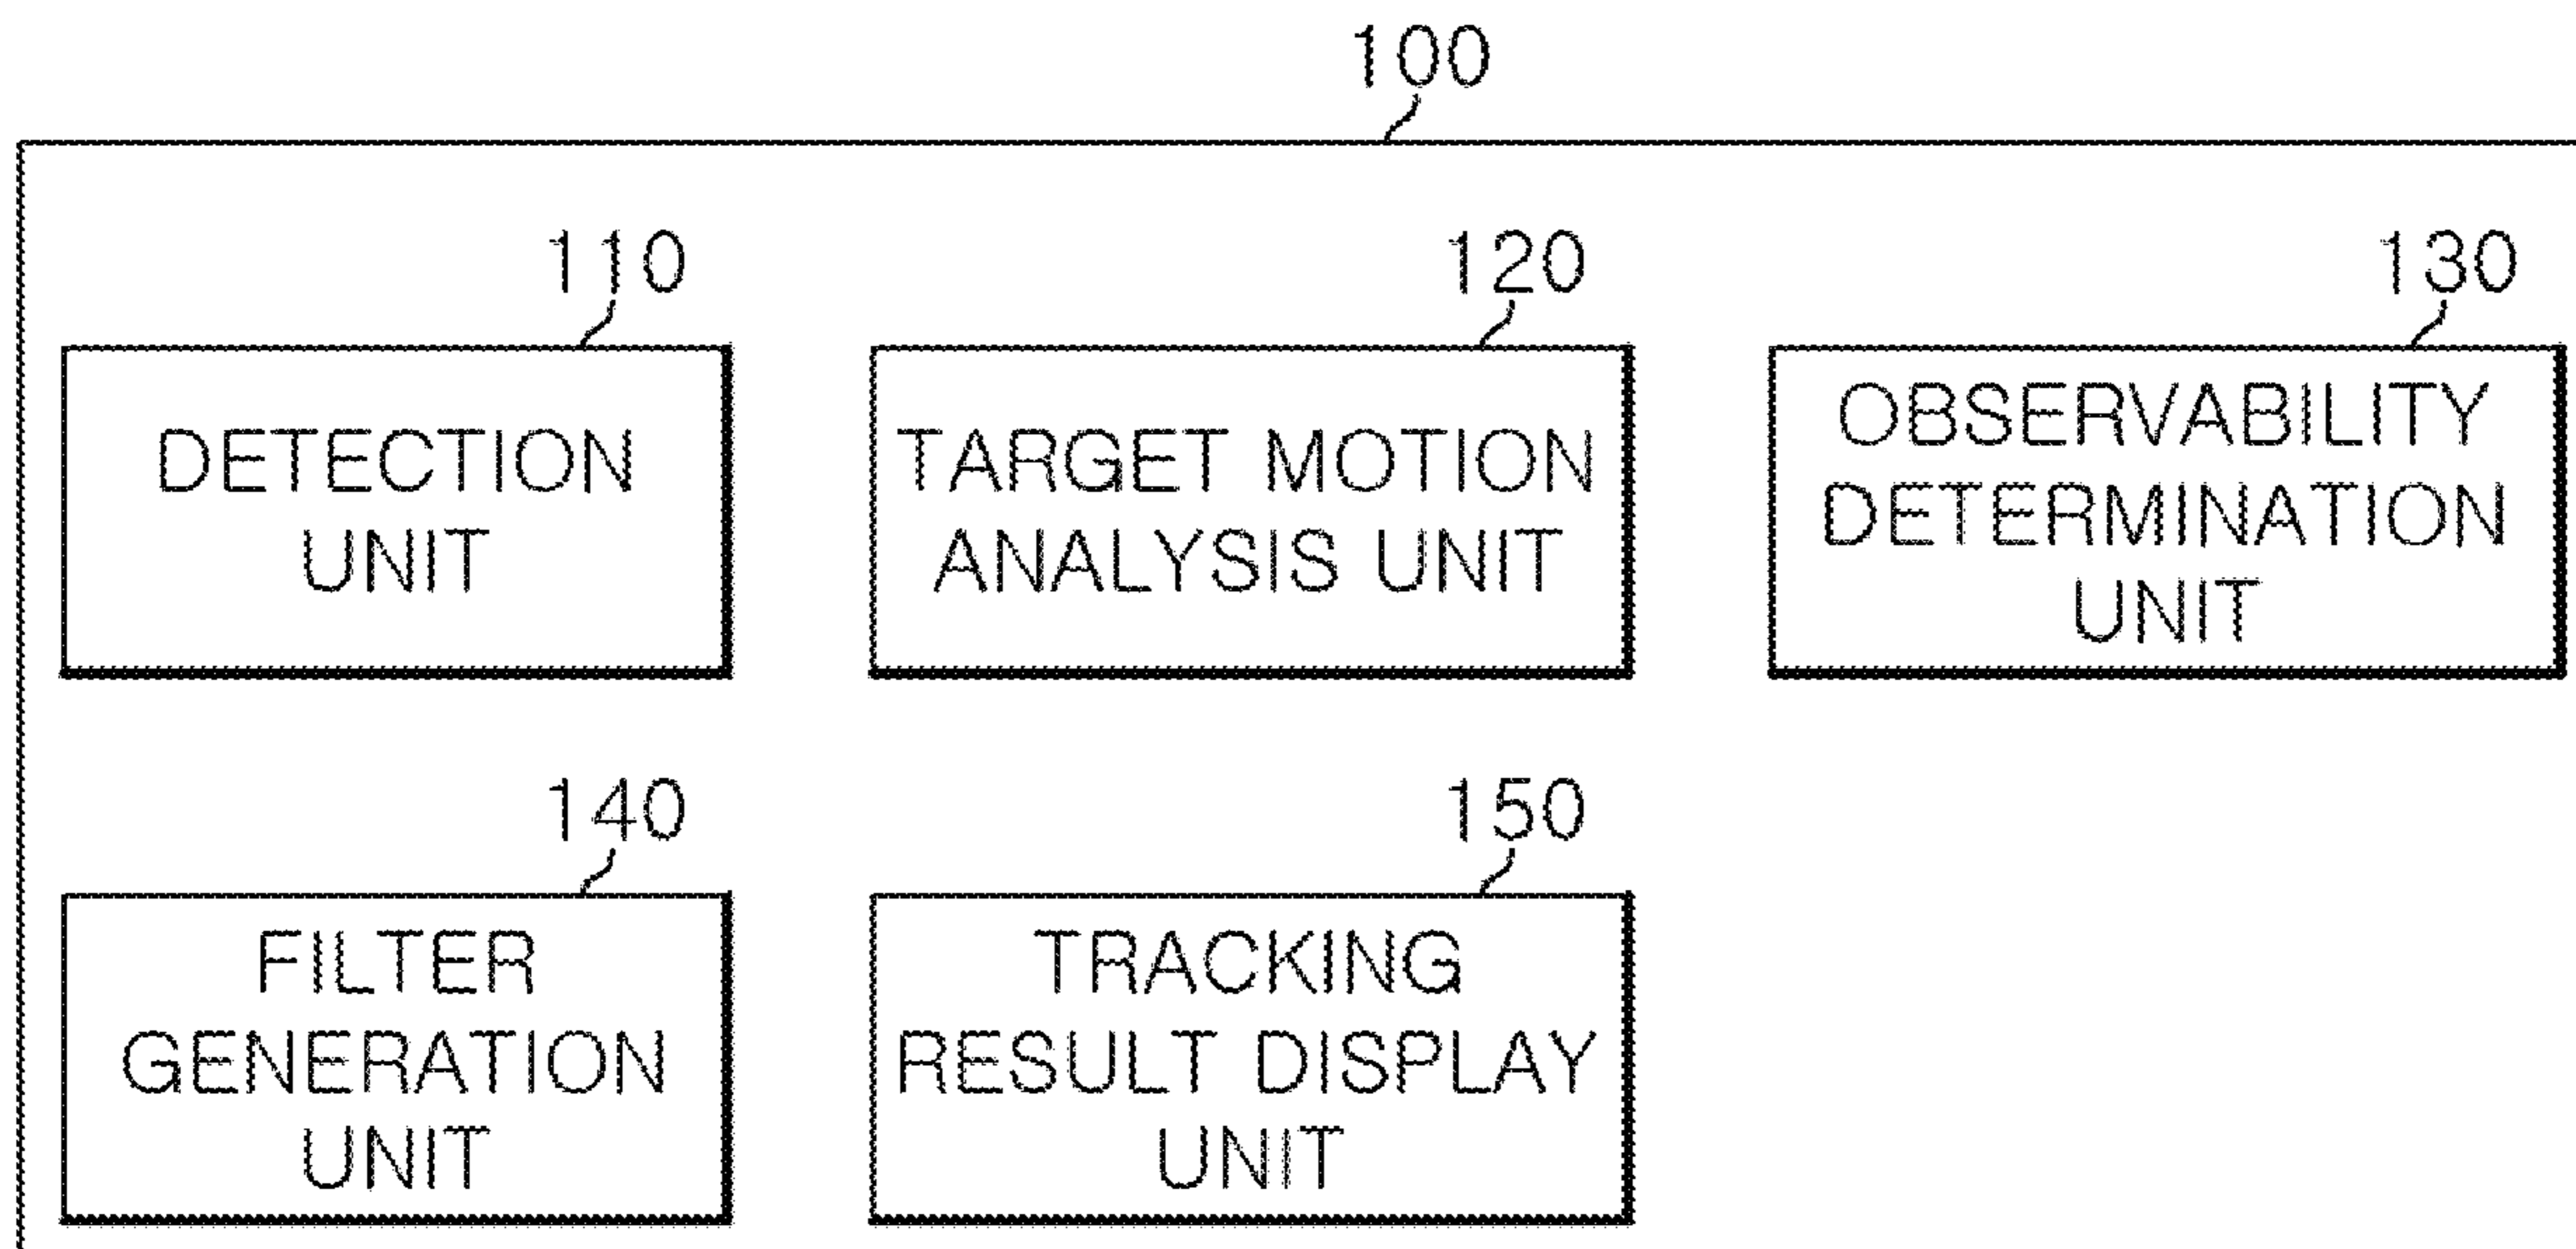 100
110
DETECTION
UNIT
120
TARGET MOTION
ANALYSIS UNIT
130
OBSERVABILITY
DETERMINATION
UNIT
140
FILTER
GENERATION
UNIT
150
TRACKING
RESULT DISPLAY
UNIT